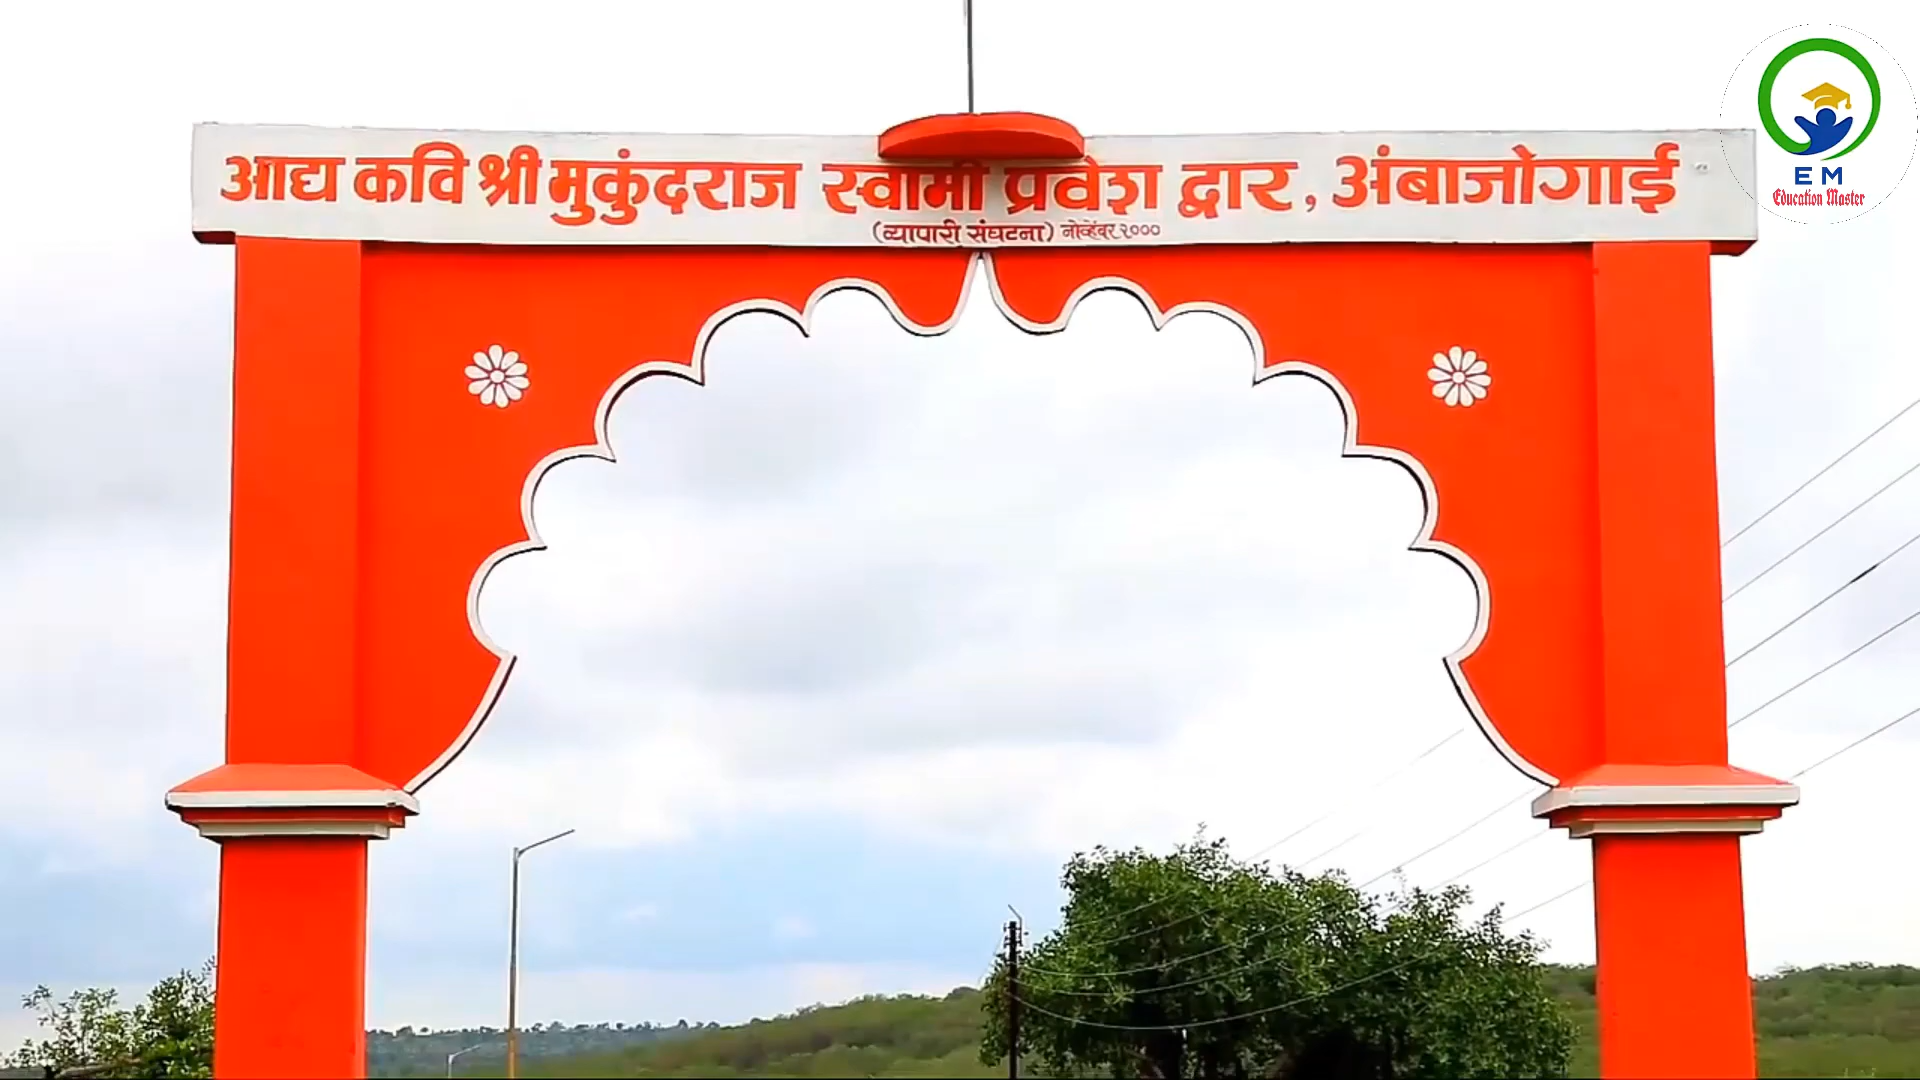 आद्य कवि श्री मुकुंदराज स्वामी प्रवेश द्वार, अंबाजोगाई
(व्यापारी संघटना) नोव्हेंबर २०००
EM
Education Master